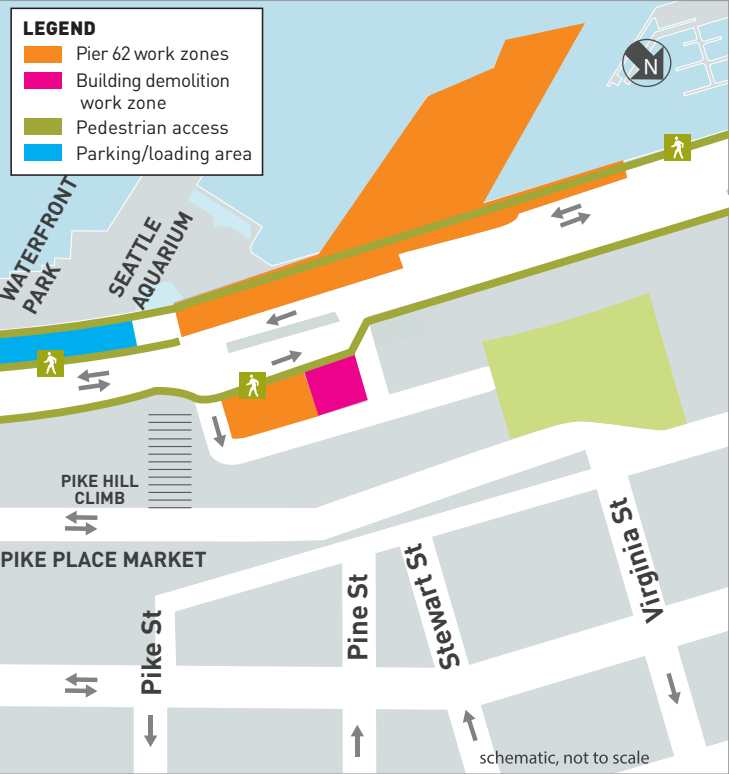 LEGEND
Pier 62 work zones
Building demolition
work zone
Pedestrian access
Parking/loading area
N
WATERFRONT
PARK
SEATTLE
AQUARIUM
PIKE HILL
CLIMB
PIKE PLACE MARKET
Pike St
Pine St
Stewart St
Virginia St
schematic, not to scale